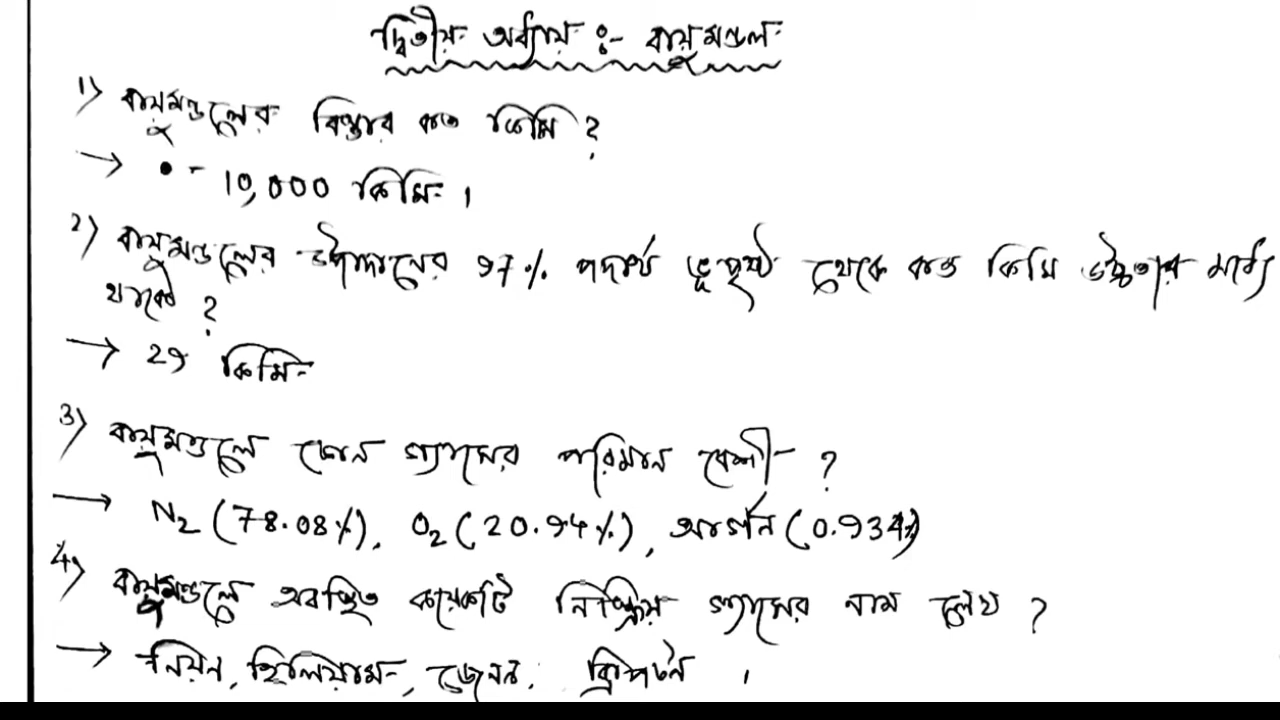 দ্বিতীয় অধ্যায় :- বায়ুমণ্ডল
1) বায়ুমণ্ডলের বিস্তার কত কিমি ?
→ - 10,000 কিমি ।
2) বায়ুমণ্ডলের উপাদানের 97% পদার্থ ভূপৃষ্ঠ থেকে কত কিমি উচ্চতার মধ্যে
থাকে ?
→ 29 কিমি
3) বায়ুমণ্ডলে কোন গ্যাসের পরিমান বেশী ?
→ N₂ (78.08%), O₂ (20.94%), আর্গন (0.934%)
4) বায়ুমণ্ডলে অবস্থিত কয়েকটি নিষ্ক্রিয় গ্যাসের নাম লেখ ?
→ নিয়ন, হিলিয়াম, জেনন, ক্রিপটন ।